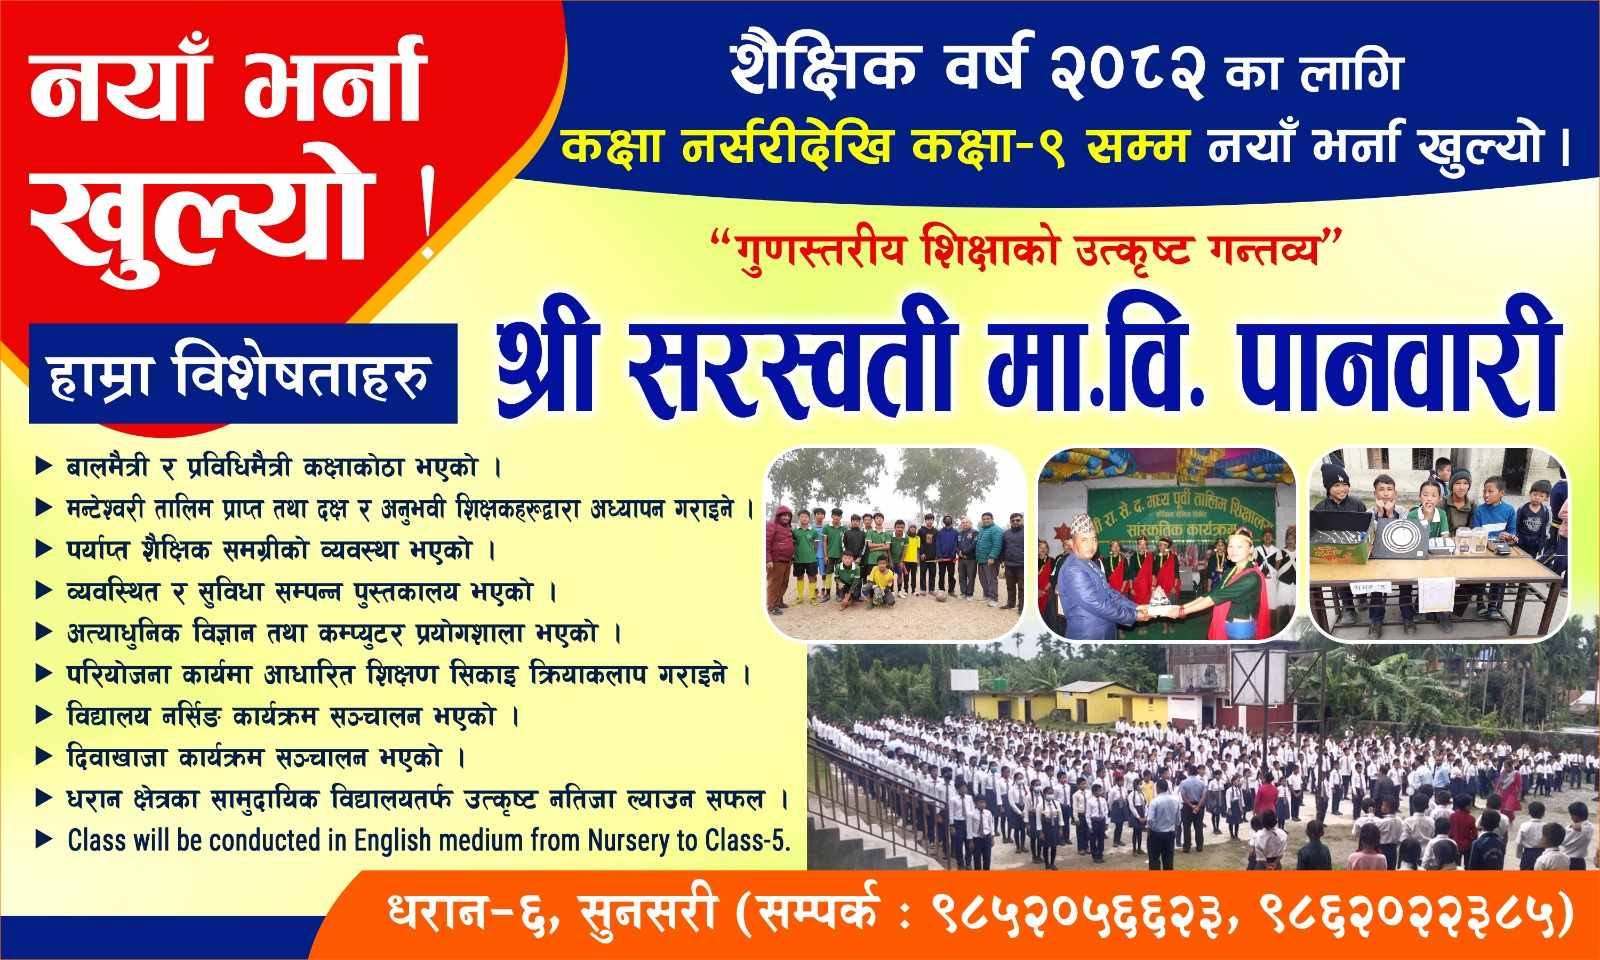 नयाँ भर्ना
खुल्यो !
शैक्षिक वर्ष २०८२ का लागि
कक्षा नर्सरीदेखि कक्षा-९ सम्म नयाँ भर्ना खुल्यो।
“गुणस्तरीय शिक्षाको उत्कृष्ट गन्तव्य”
श्री सरस्वती मा.वि. पानवारी
हाम्रा विशेषताहरु
बालमैत्री र प्रविधिमैत्री कक्षाकोठा भएको ।
मन्टेश्वरी तालिम प्राप्त तथा दक्ष र अनुभवी शिक्षकहरूद्वारा अध्यापन गराइने ।
पर्याप्त शैक्षिक समग्रीको व्यवस्था भएको ।
व्यवस्थित र सुविधा सम्पन्न पुस्तकालय भएको ।
अत्याधुनिक विज्ञान तथा कम्प्युटर प्रयोगशाला भएको ।
परियोजना कार्यमा आधारित शिक्षण सिकाइ क्रियाकलाप गराइने ।
विद्यालय नर्सिङ कार्यक्रम सञ्चालन भएको ।
दिवाखाजा कार्यक्रम सञ्चालन भएको ।
धरान क्षेत्रका सामुदायिक विद्यालयतर्फ उत्कृष्ट नतिजा ल्याउन सफल ।
Class will be conducted in English medium from Nursery to Class-5.
रा. से. द. मध्य पूर्वी तालिम शिक्षालय
सांस्कृतिक कार्यक्रम
धरान-६, सुनसरी (सम्पर्क : ९८५२०५६६२३, ९८६२०२२३८५)